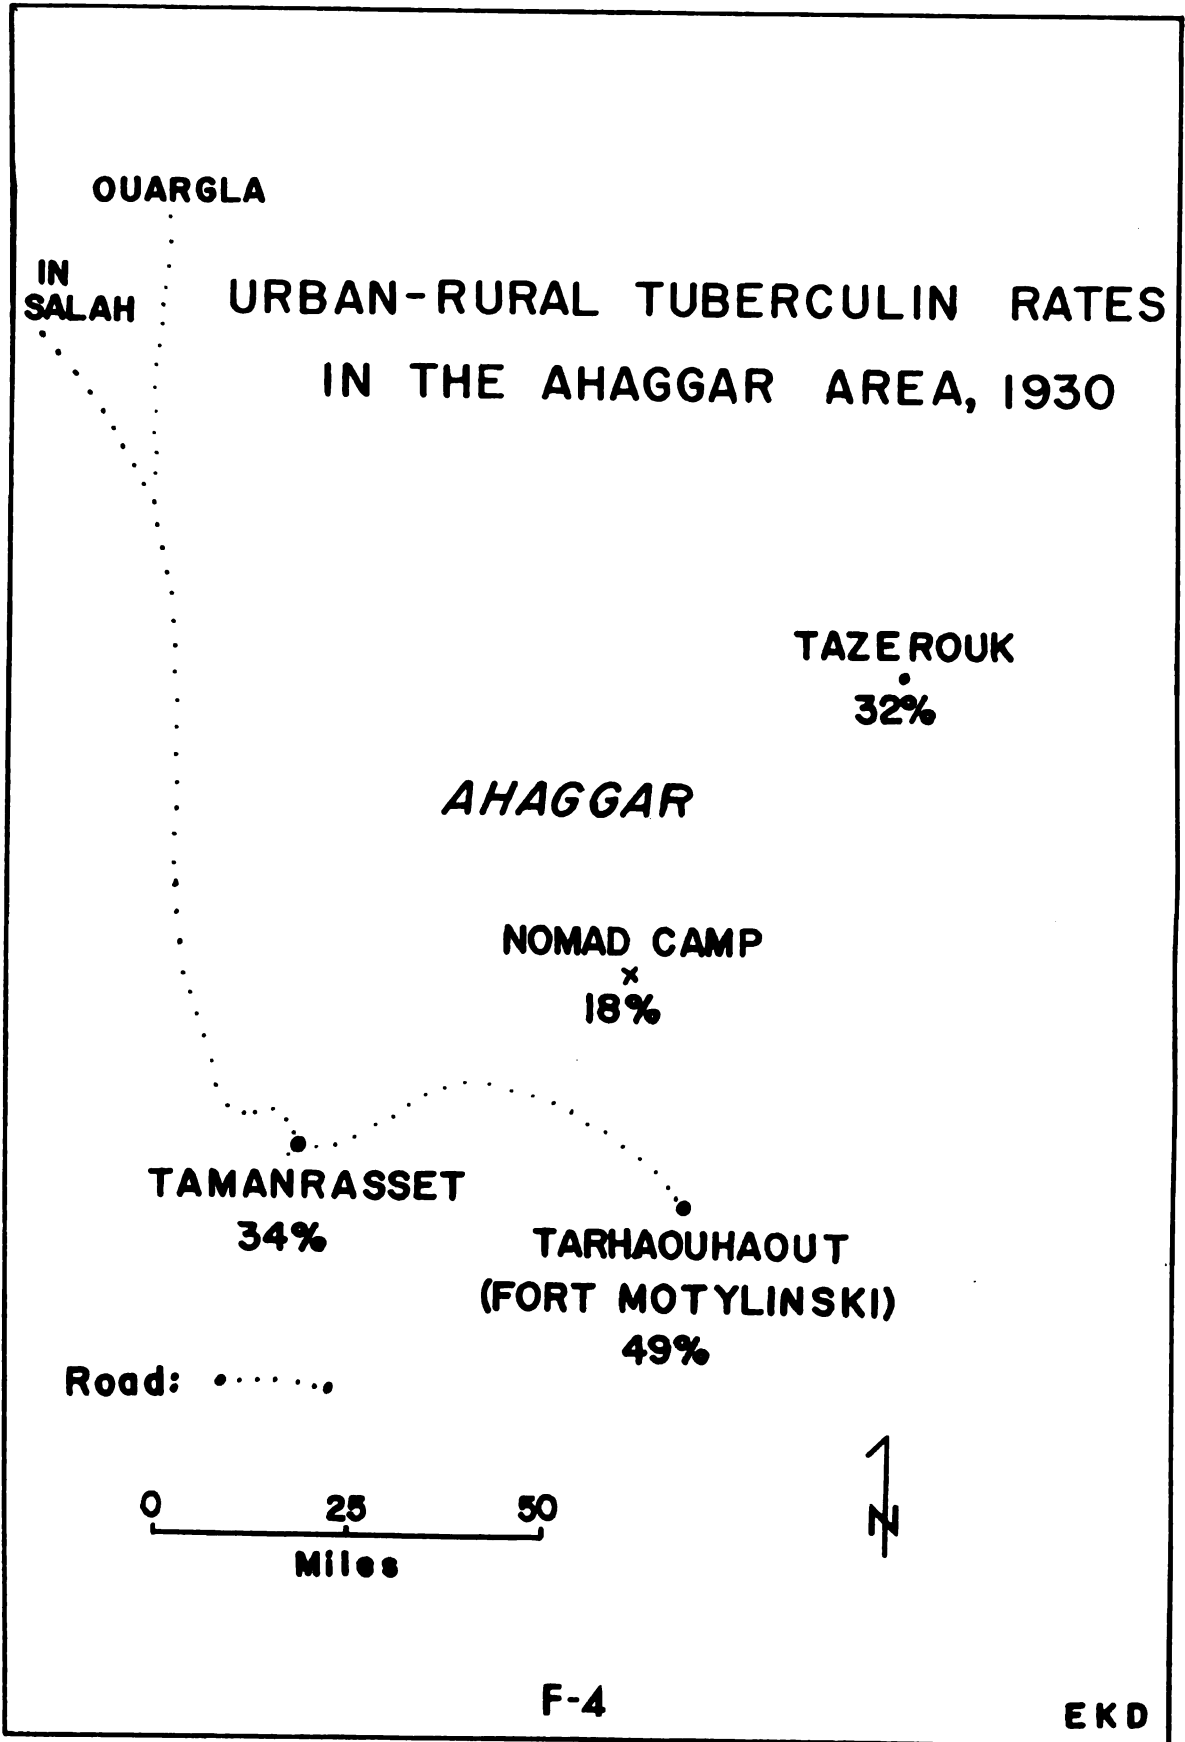 OUARGLA
IN
SALAH
URBAN-RURAL TUBERCULIN RATES
IN THE AHAGGAR AREA, 1930
TAZEROUK
32%
AHAGGAR
NOMAD CAMP
x
18%
TAMANRASSET
34%
TARHAOUHAOUT
(FORT MOTYLINSKI)
49%
Road:
0 25 50
Miles
N
F-4
EKD